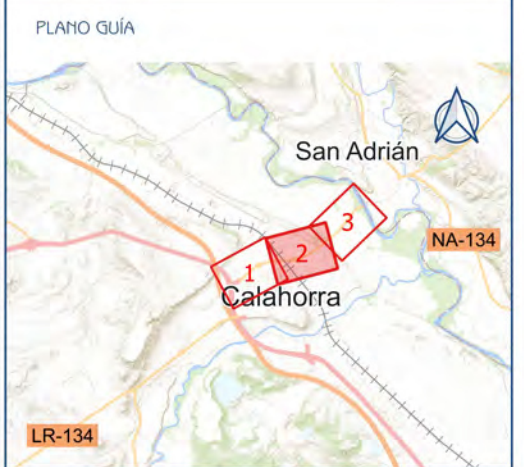 PLANO GUÍA
San Adrián
3
NA-134
2
1
Calahorra
LR-134